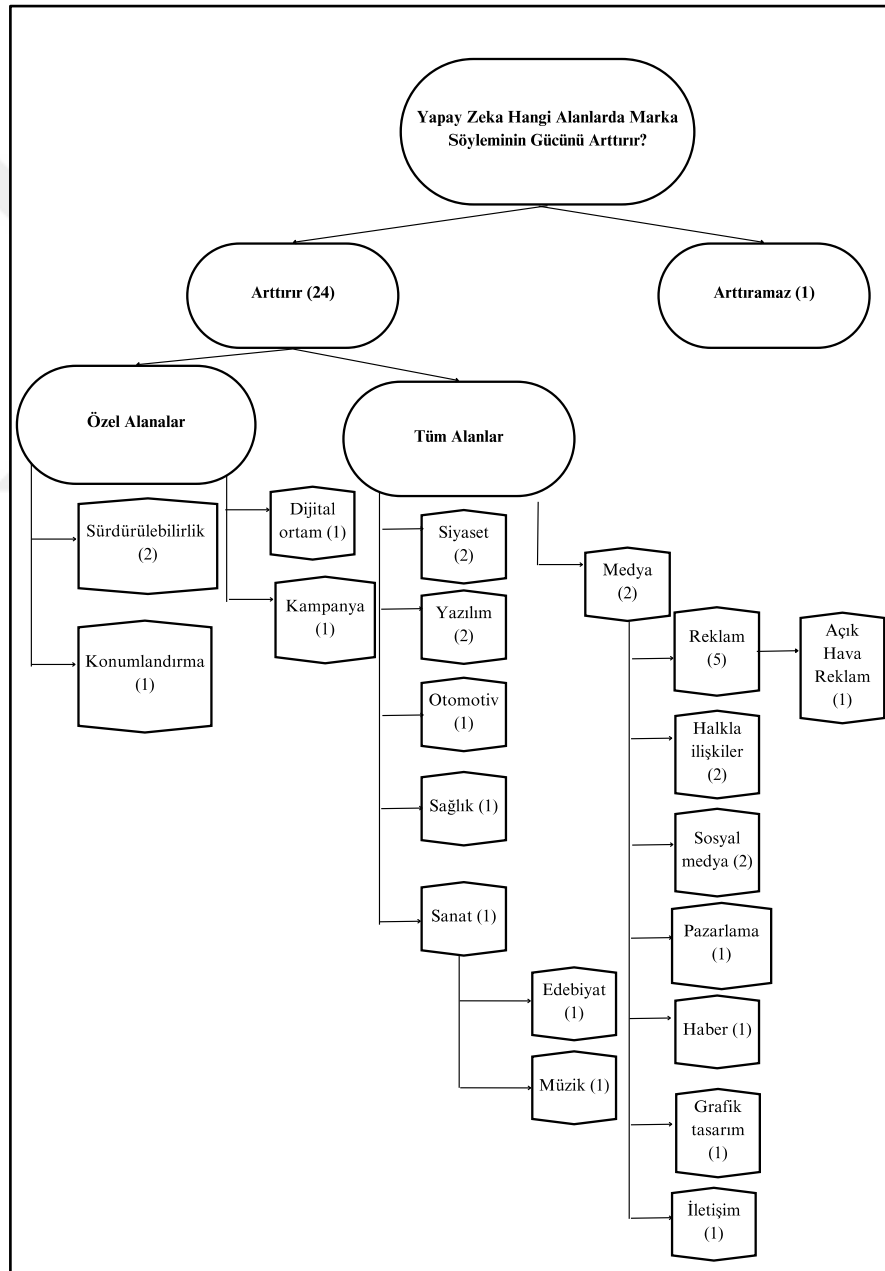 Yapay Zeka Hangi Alanlarda Marka
Söyleminin Gücünü Arttırır?
Arttırır (24)
Arttıramaz (1)
Özel Alanalar
Tüm Alanlar
Sürdürülebilirlik
(2)
Dijital
ortam (1)
Kampanya
(1)
Konumlandırma
(1)
Siyaset
(2)
Yazılım
(2)
Otomotiv
(1)
Sağlık (1)
Sanat (1)
Edebiyat
(1)
Müzik (1)
Medya
(2)
Reklam
(5)
Açık
Hava
Reklam
(1)
Halkla
ilişkiler
(2)
Sosyal
medya (2)
Pazarlama
(1)
Haber (1)
Grafik
tasarım
(1)
İletişim
(1)